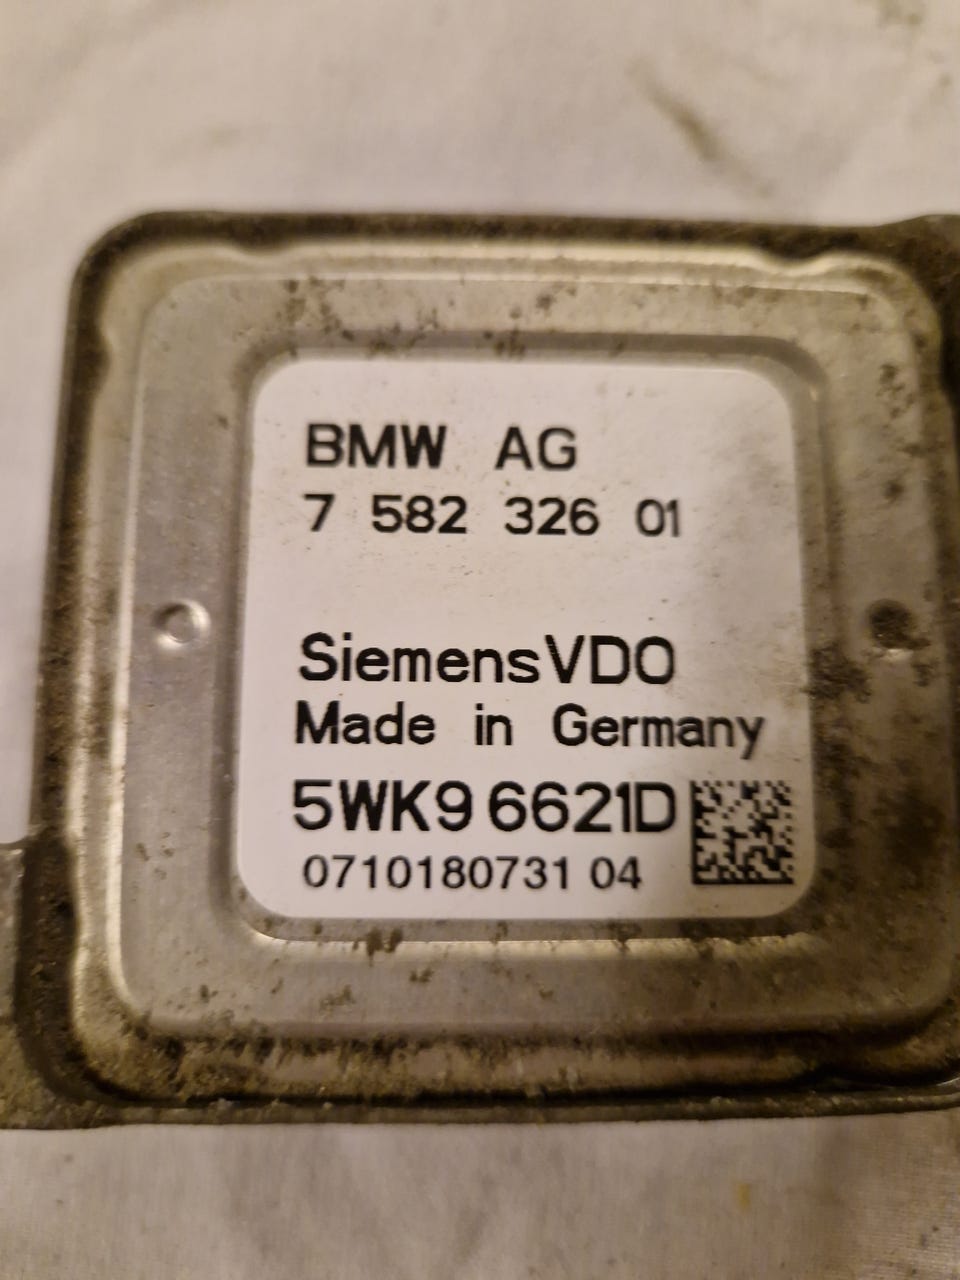 BMW AG
7 582 326 01
SiemensVDO
Made in Germany
5WK9 6621D
0710180731 04